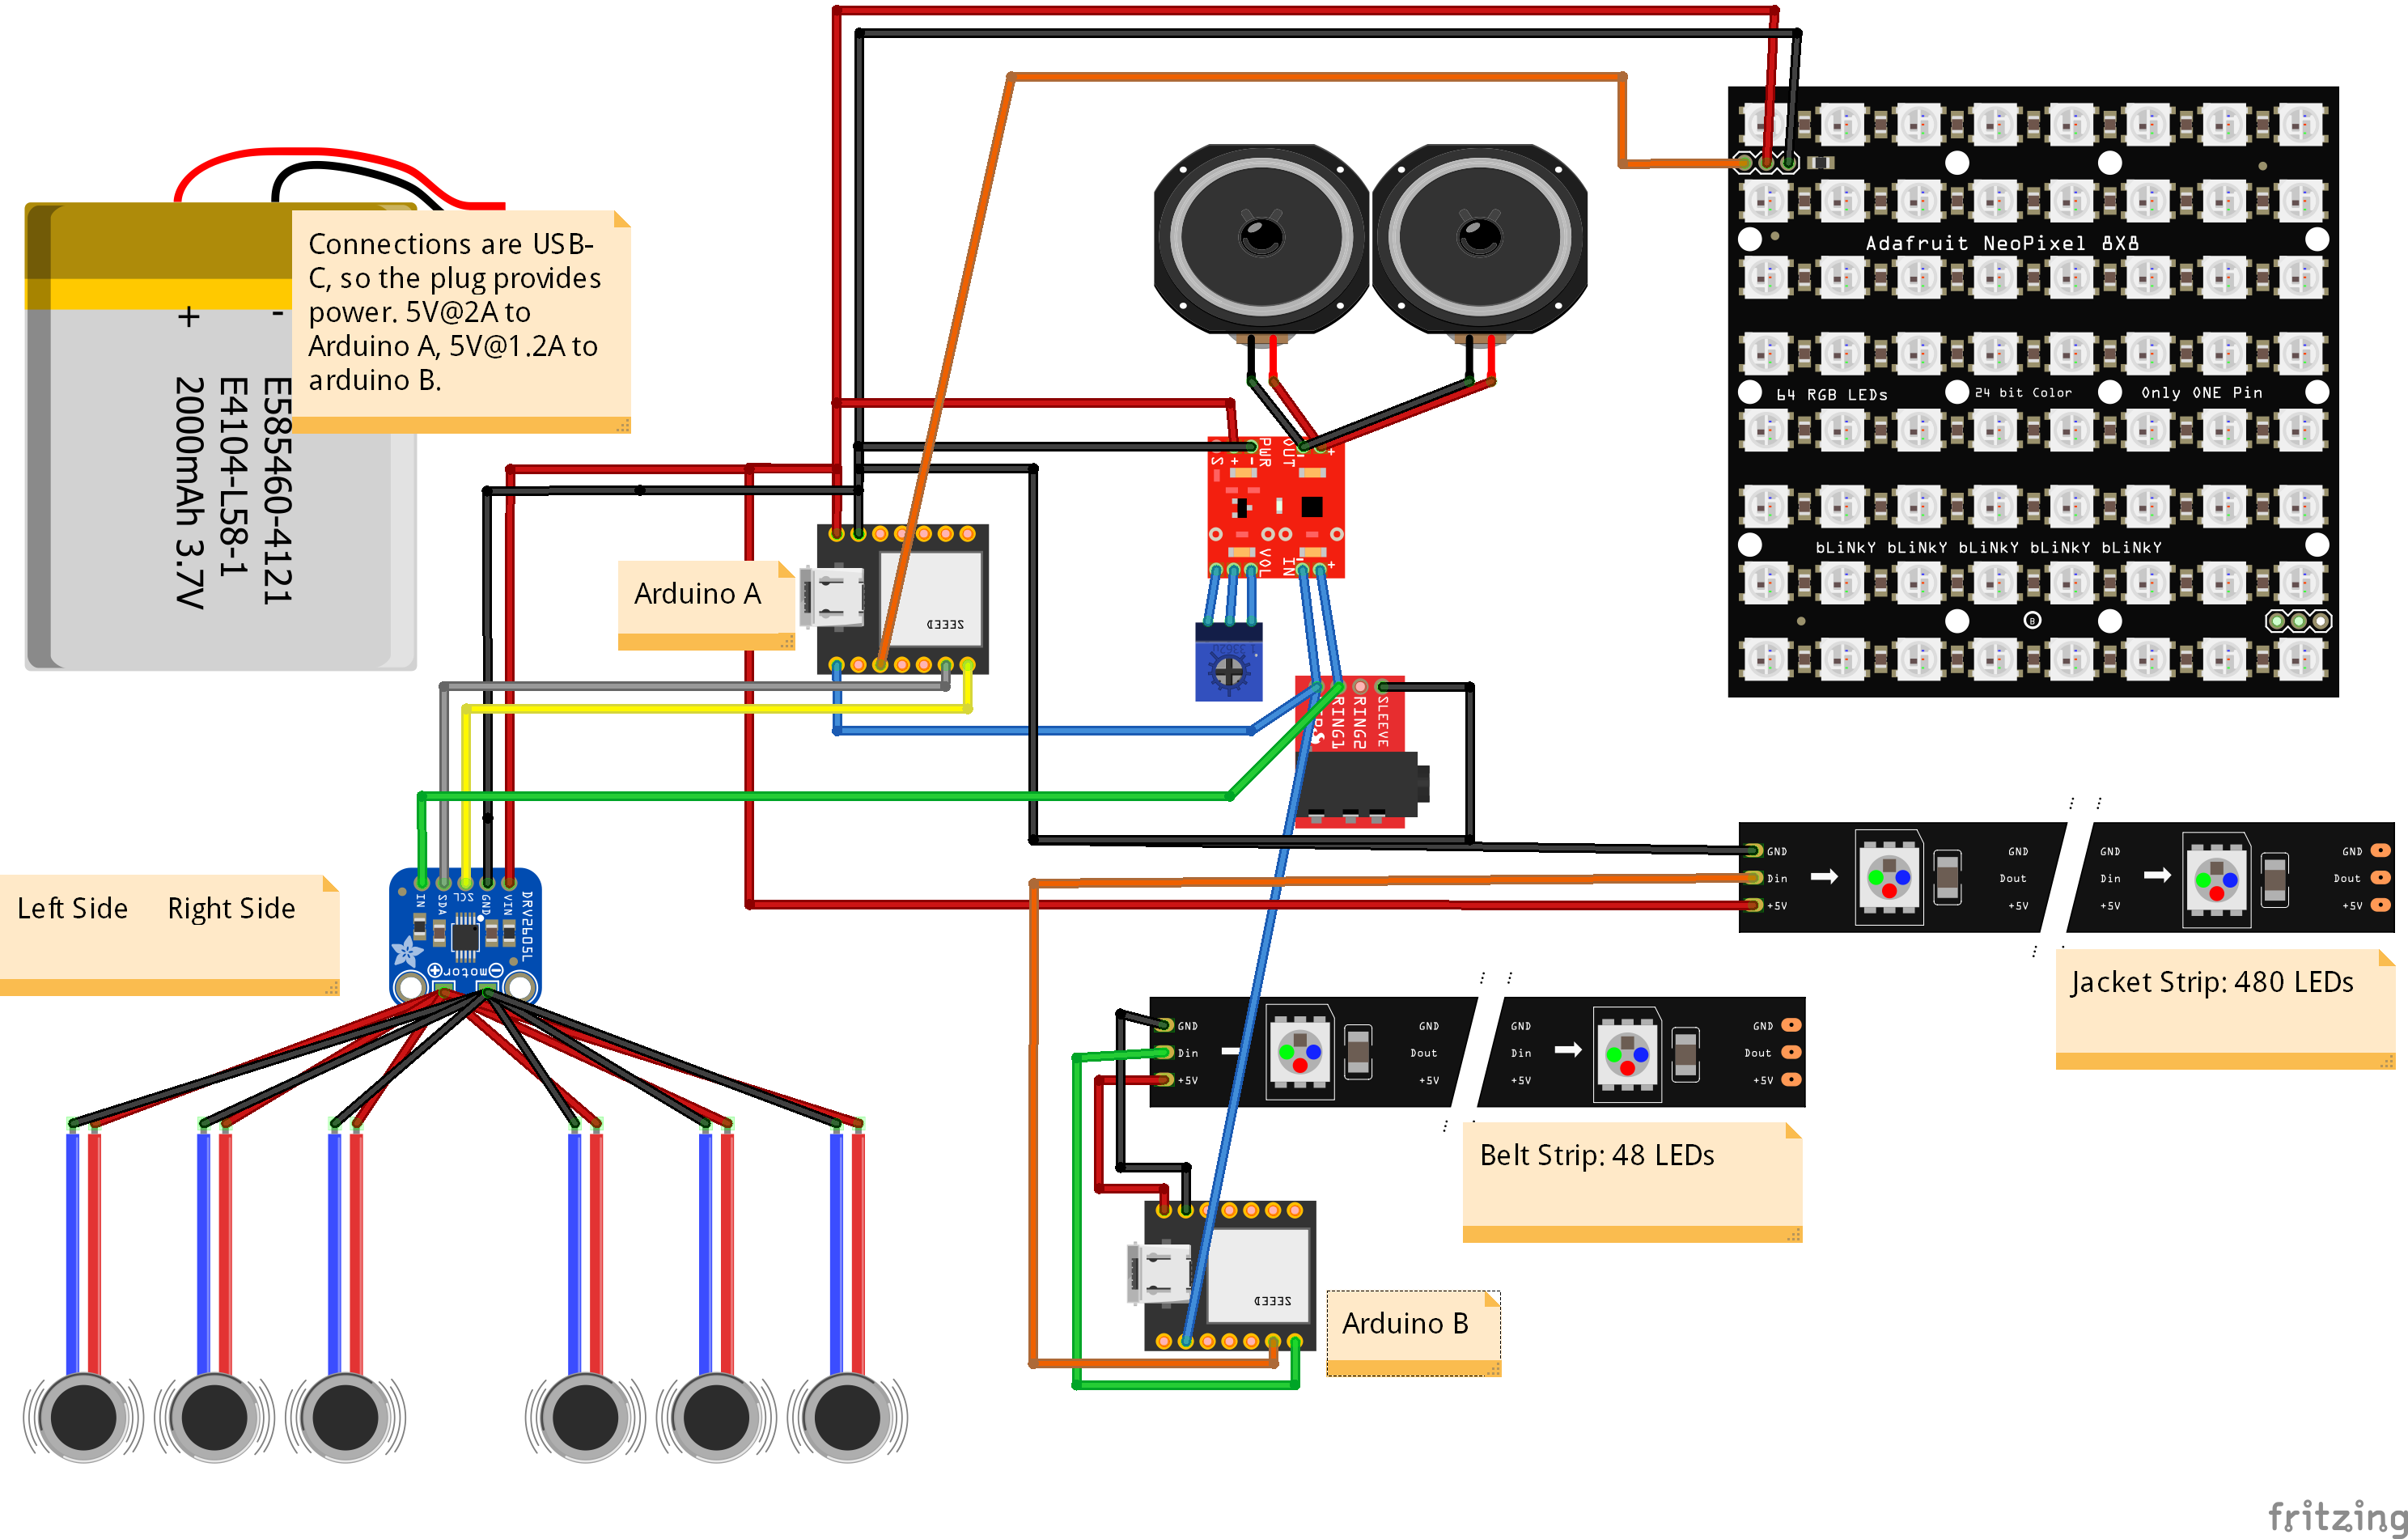 Connections are USB-
C, so the plug provides
power. 5V@2A to
Arduino A, 5V@1.2A to
arduino B.
+
-
E585460-4121
E4104-L58-1
2000mAh 3.7V
Adafruit NeoPixel 8X8
64 RGB LEDs
24 bit Color
Only ONE Pin
bLiNkY bLiNkY bLiNkY bLiNkY bLiNkY
B
PWR
OUT
+
-
S
+
VOL
IN
+
Arduino A
SEEED
RING1
RING2
SLEEVE
Left Side Right Side
IN
SDA
SCL
GND
VIN
DRV2605L
motor
GND
Din
+5V
GND
Dout
+5V
GND
Din
+5V
GND
Dout
+5V
Jacket Strip: 480 LEDs
GND
Din
+5V
GND
Dout
+5V
GND
Din
+5V
GND
Dout
+5V
Belt Strip: 48 LEDs
SEEED
Arduino B
fritzing